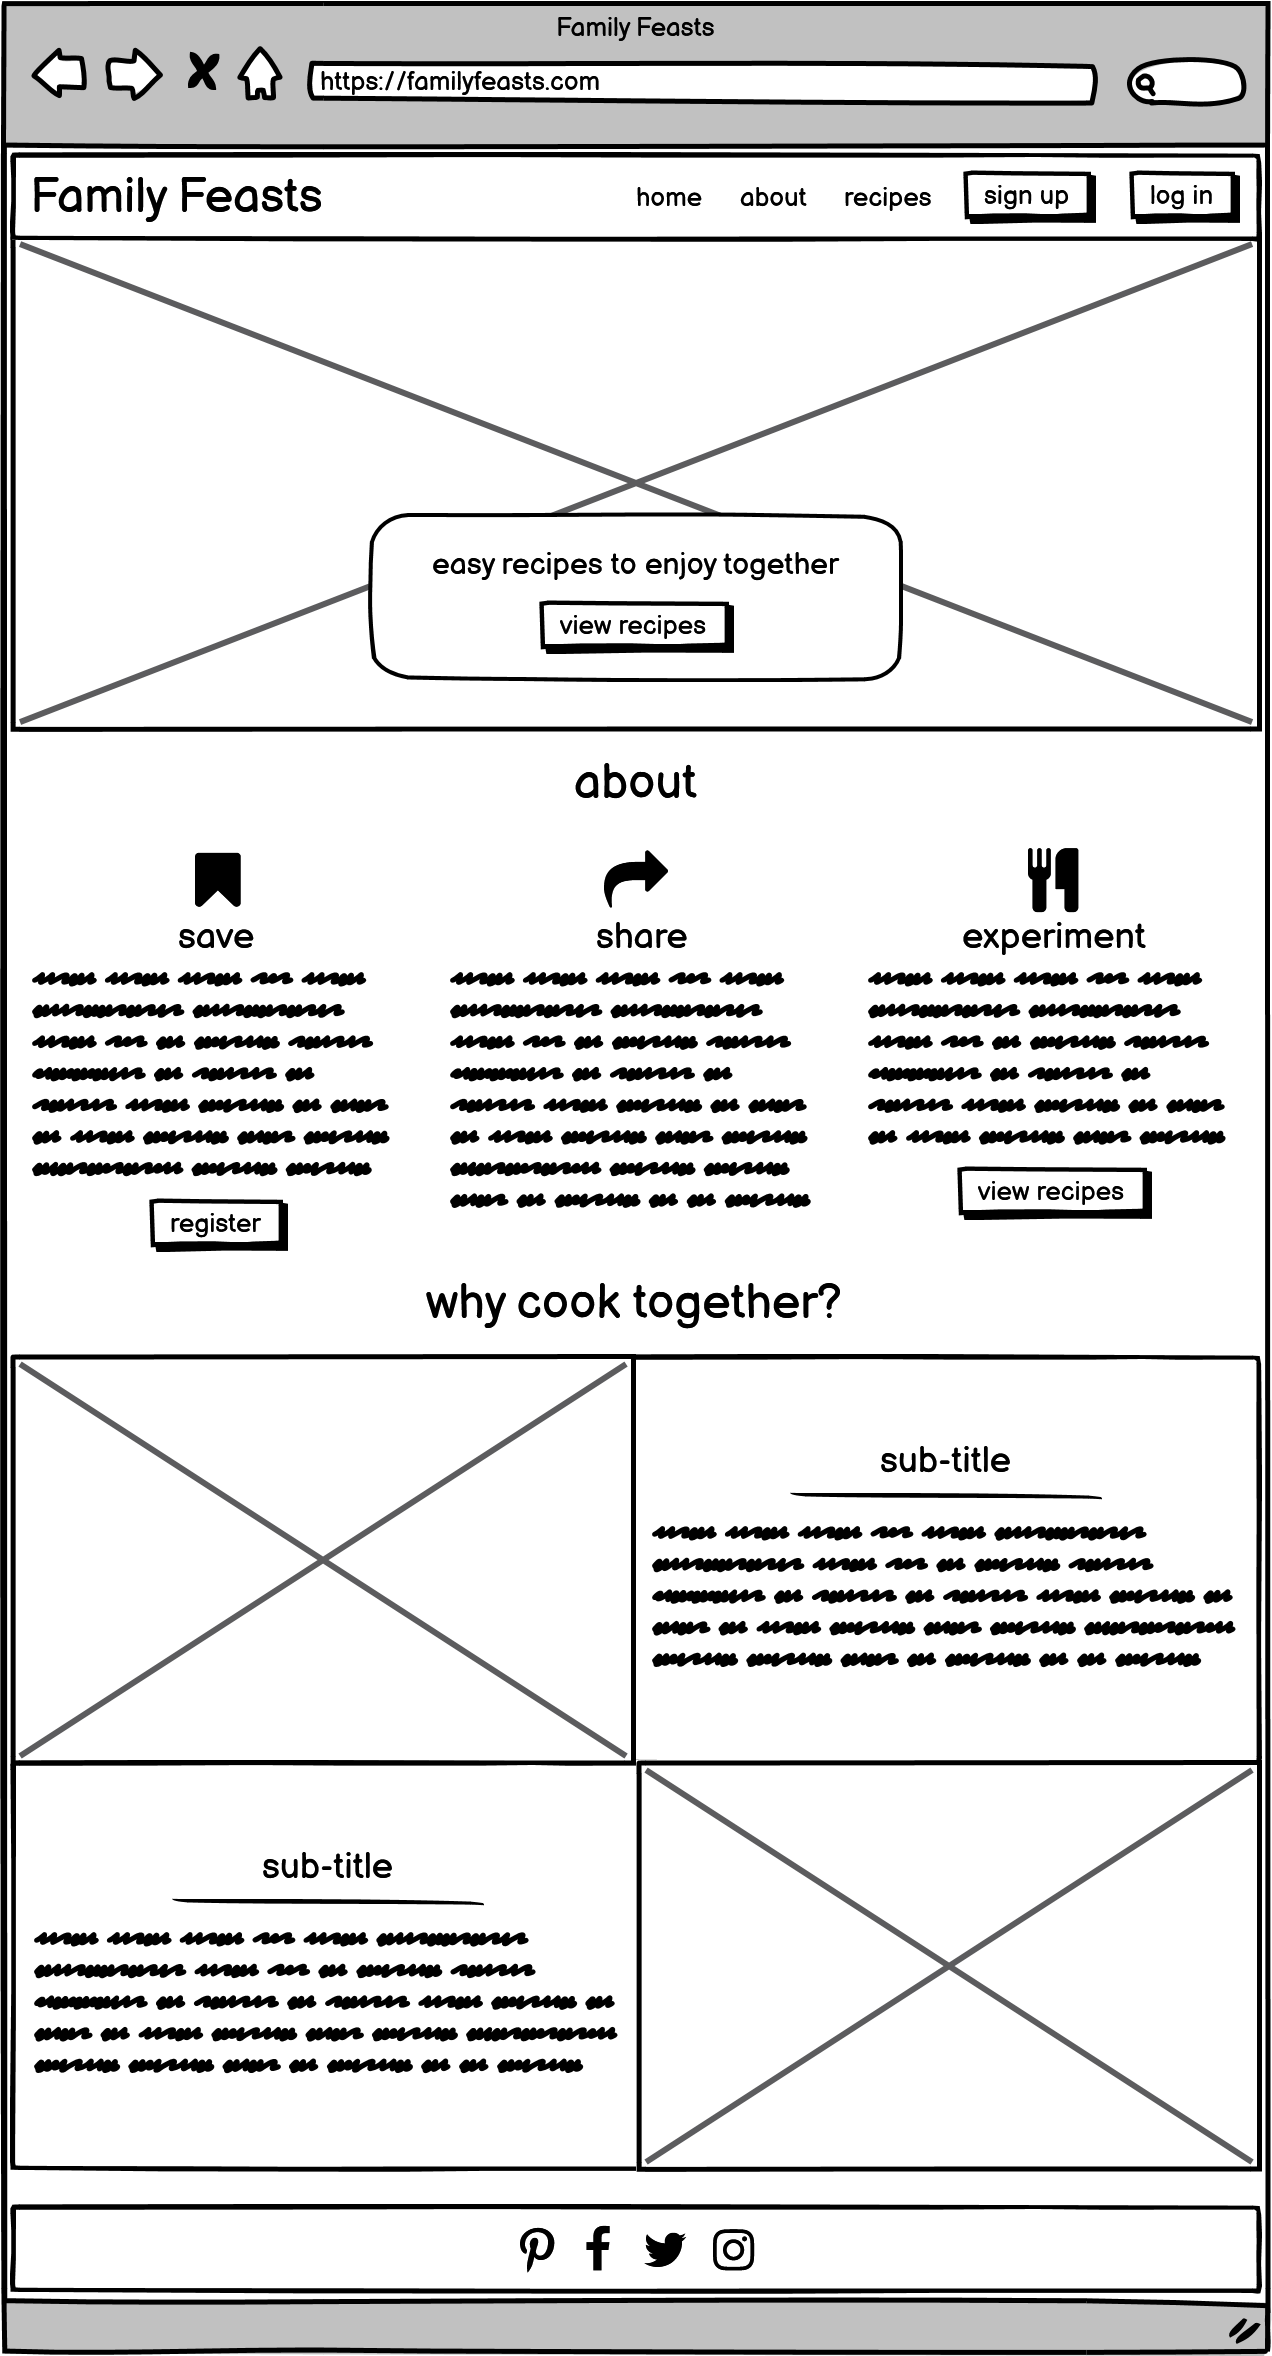 Family Feasts
https://familyfeasts.com
Family Feasts
home about recipes sign up log in
easy recipes to enjoy together
view recipes
about
save
register
share
experiment
view recipes
why cook together?
sub-title
sub-title